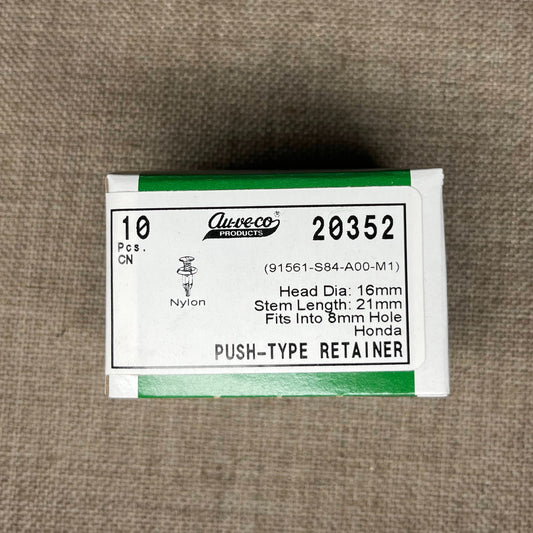 10
Pcs.
CN
Au-ve-co®
PRODUCTS
20352
(91561-S84-A00-M1)
Nylon
Head Dia: 16mm
Stem Length: 21mm
Fits Into 8mm Hole
Honda
PUSH-TYPE RETAINER